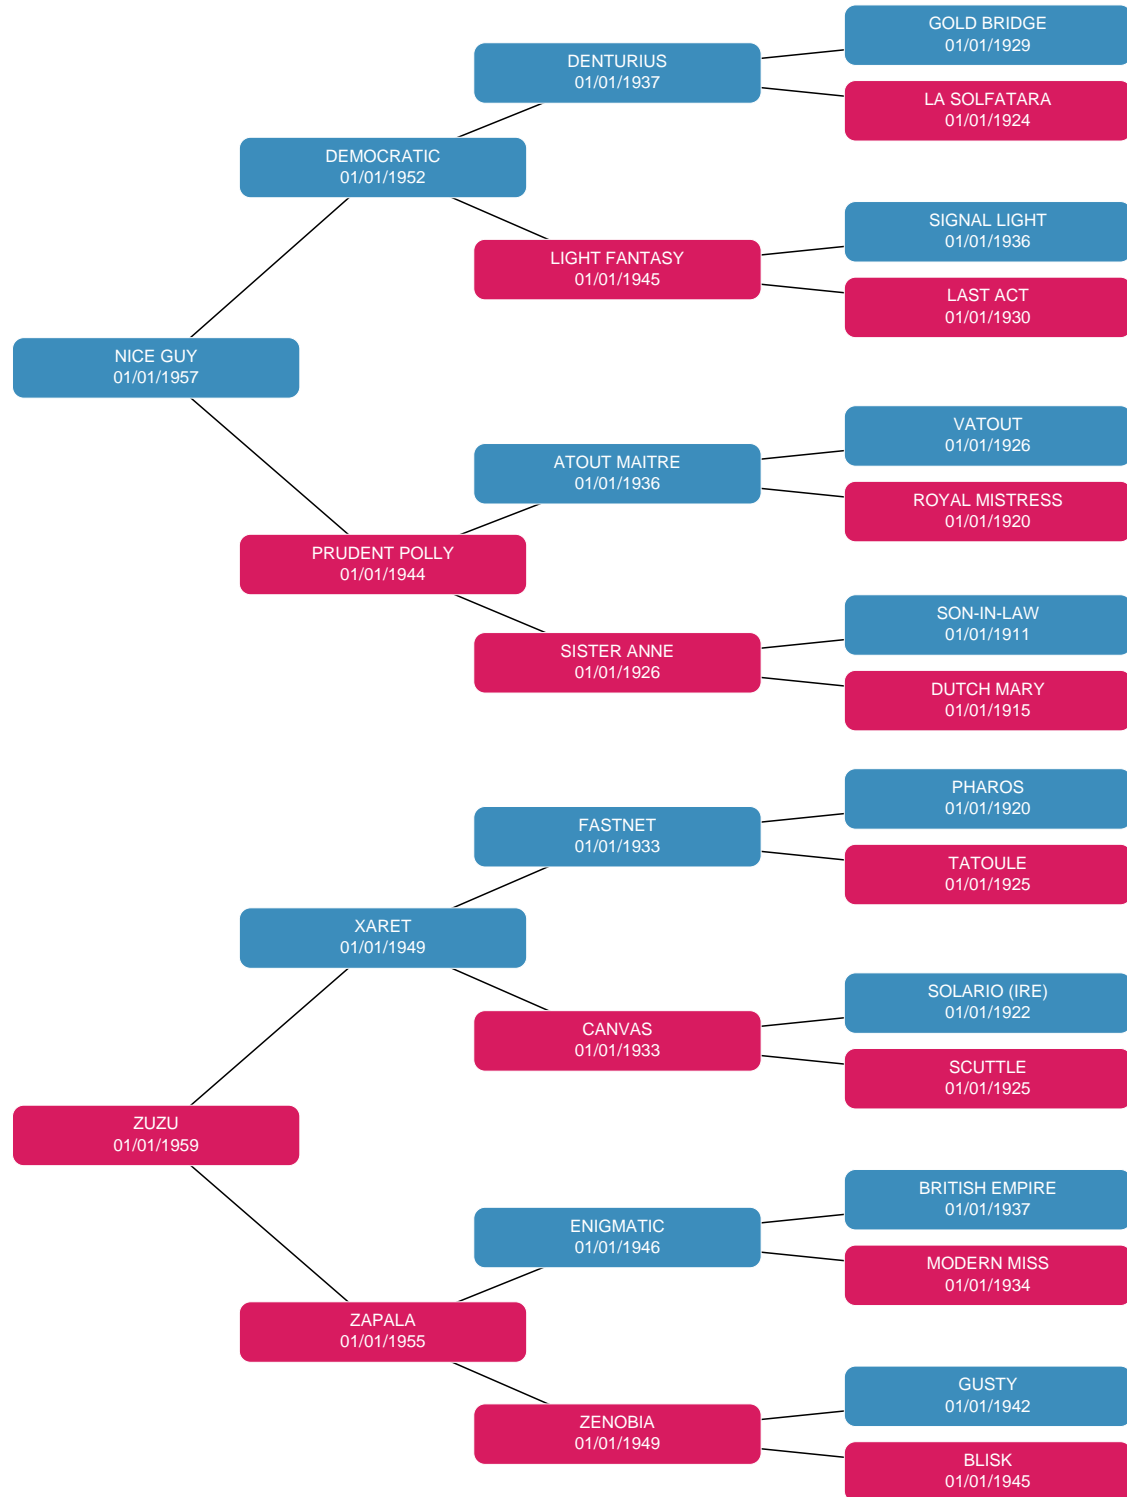 GOLD BRIDGE
01/01/1929
DENTURIUS
01/01/1937
LA SOLFATARA
01/01/1924
DEMOCRATIC
01/01/1952
SIGNAL LIGHT
01/01/1936
LIGHT FANTASY
01/01/1945
LAST ACT
01/01/1930
NICE GUY
01/01/1957
VATOUT
01/01/1926
ATOUT MAITRE
01/01/1936
ROYAL MISTRESS
01/01/1920
PRUDENT POLLY
01/01/1944
SON-IN-LAW
01/01/1911
SISTER ANNE
01/01/1926
DUTCH MARY
01/01/1915
PHAROS
01/01/1920
FASTNET
01/01/1933
TATOULE
01/01/1925
XARET
01/01/1949
SOLARIO (IRE)
01/01/1922
CANVAS
01/01/1933
SCUTTLE
01/01/1925
ZUZU
01/01/1959
BRITISH EMPIRE
01/01/1937
ENIGMATIC
01/01/1946
MODERN MISS
01/01/1934
ZAPALA
01/01/1955
GUSTY
01/01/1942
ZENOBIA
01/01/1949
BLISK
01/01/1945